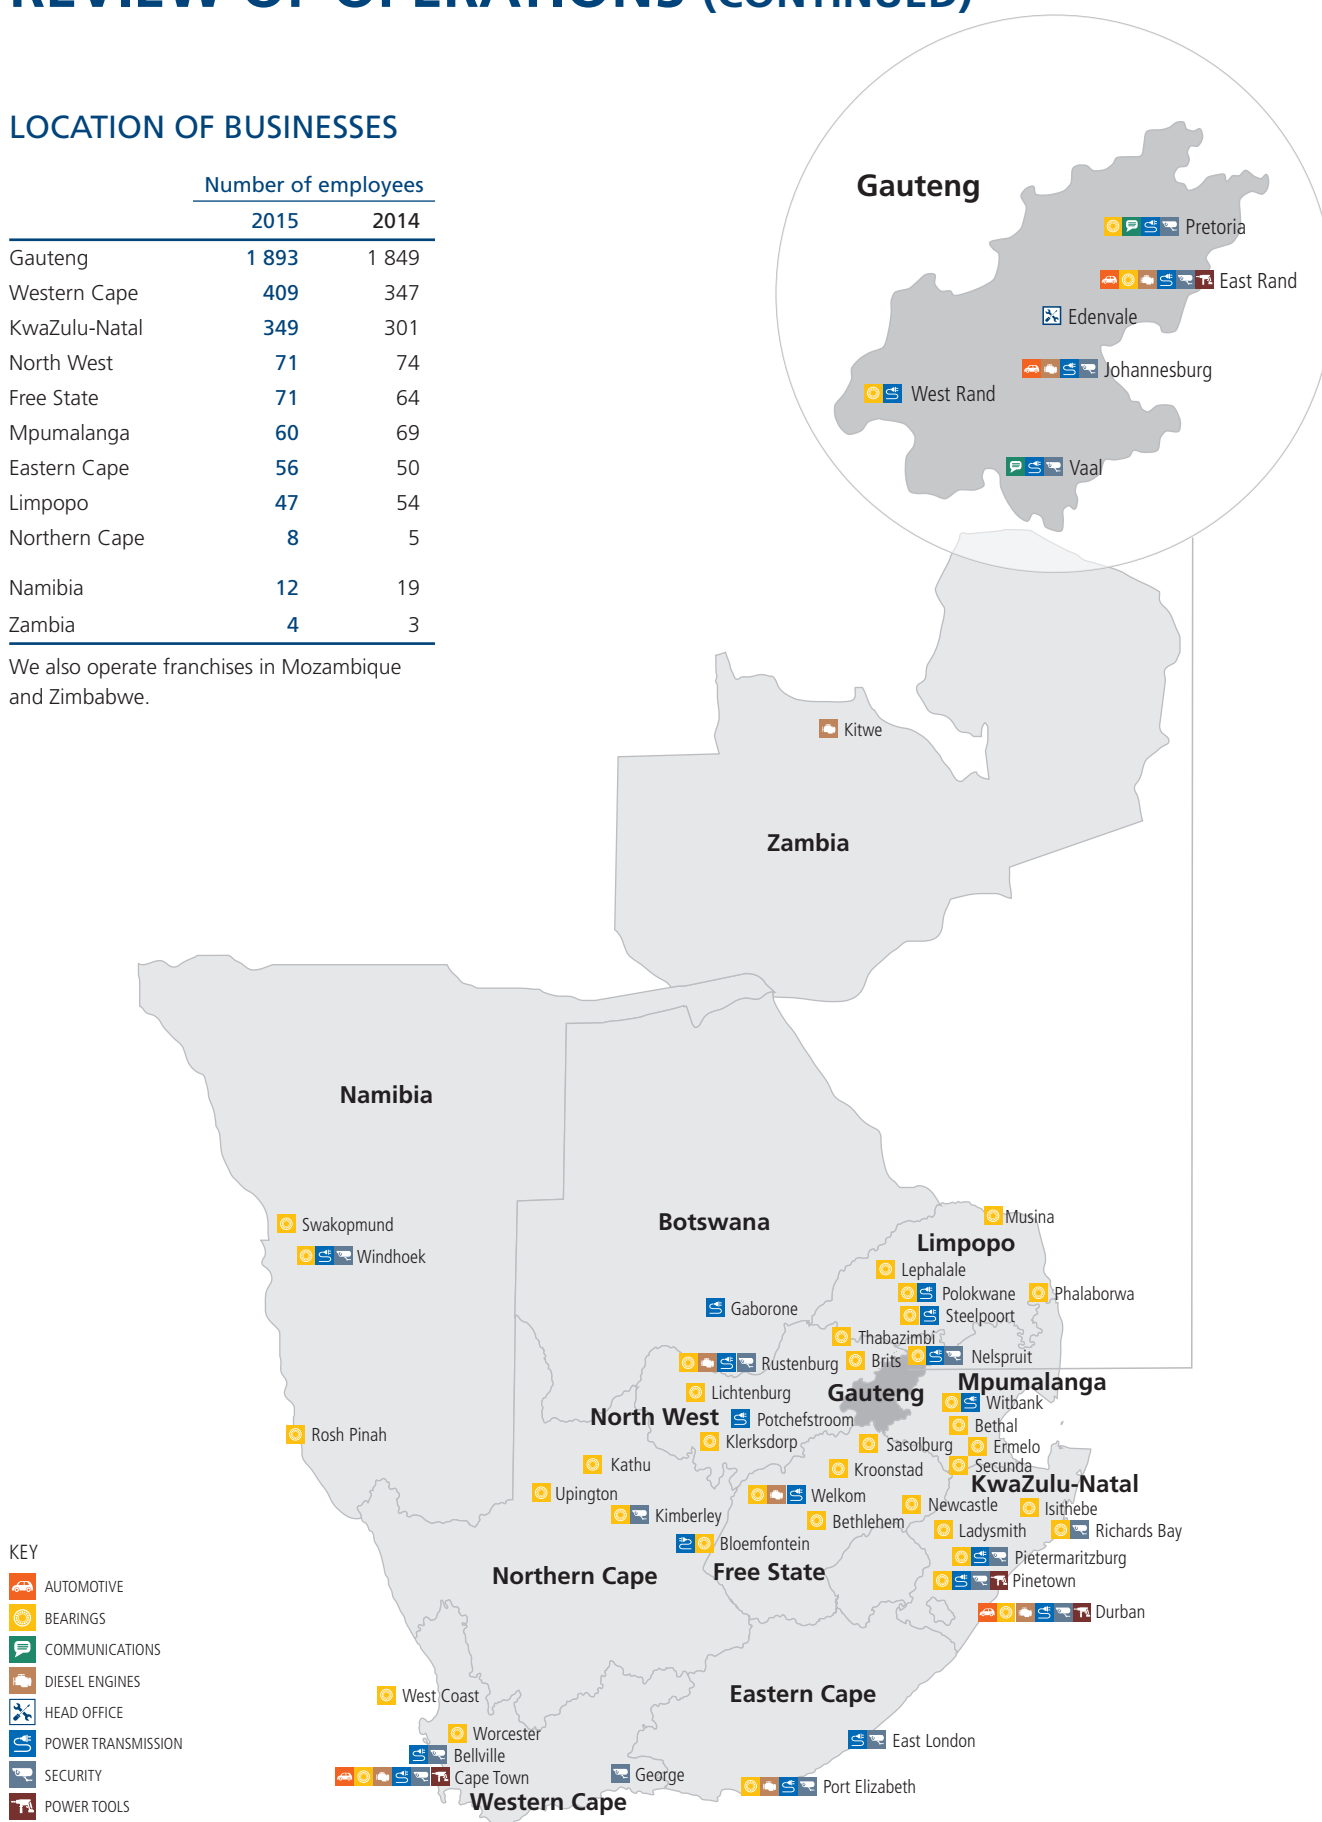 REVIEW OF OPERATIONS (CONTINUED)
LOCATION OF BUSINESSES
Number of employees
2015 2014
Gauteng 1 893 1 849
Western Cape 409 347
KwaZulu-Natal 349 301
North West 71 74
Free State 71 64
Mpumalanga 60 69
Eastern Cape 56 50
Limpopo 47 54
Northern Cape 8 5
Namibia 12 19
Zambia 4 3
We also operate franchises in Mozambique
and Zimbabwe.
Gauteng
Pretoria
East Rand
Edenvale
Johannesburg
West Rand
Vaal
Kitwe
Zambia
Namibia
Swakopmund
Windhoek
Rosh Pinah
Botswana
Gaborone
Musina
Limpopo
Lephalale
Polokwane
Phalaborwa
Steelpoort
Thabazimbi
Nelspruit
Rustenburg
Brits
Mpumalanga
Lichtenburg
Gauteng
Witbank
North West
Potchefstroom
Bethal
Klerksdorp
Sasolburg
Ermelo
Kathu
Kroonstad
Secunda
KwaZulu-Natal
Upington
Welkom
Newcastle
Isithebe
Kimberley
Bethlehem
Ladysmith
Richards Bay
Bloemfontein
Pietermaritzburg
Northern Cape
Free State
Pinetown
Durban
Eastern Cape
West Coast
Worcester
East London
Bellville
Cape Town
George
Port Elizabeth
Western Cape
KEY
AUTOMOTIVE
BEARINGS
COMMUNICATIONS
DIESEL ENGINES
HEAD OFFICE
POWER TRANSMISSION
SECURITY
POWER TOOLS